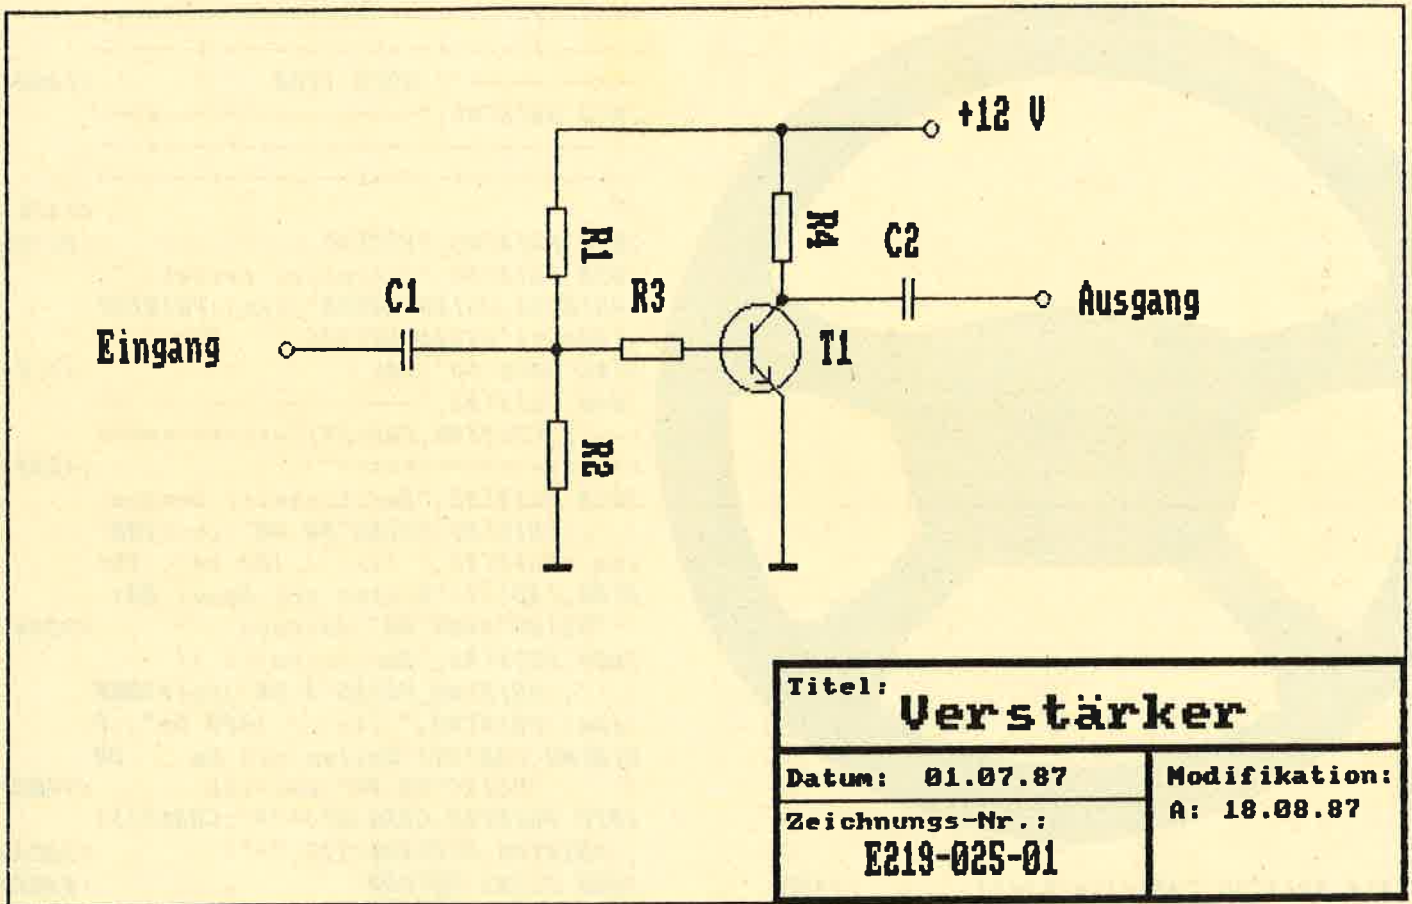 +12 V
R1
R4
C2
C1
R3
Ausgang
Eingang
T1
R2
Titel:
Verstärker
Datum: 01.07.87
Modifikation:
A: 18.08.87
Zeichnungs-Nr.:
E219-025-01